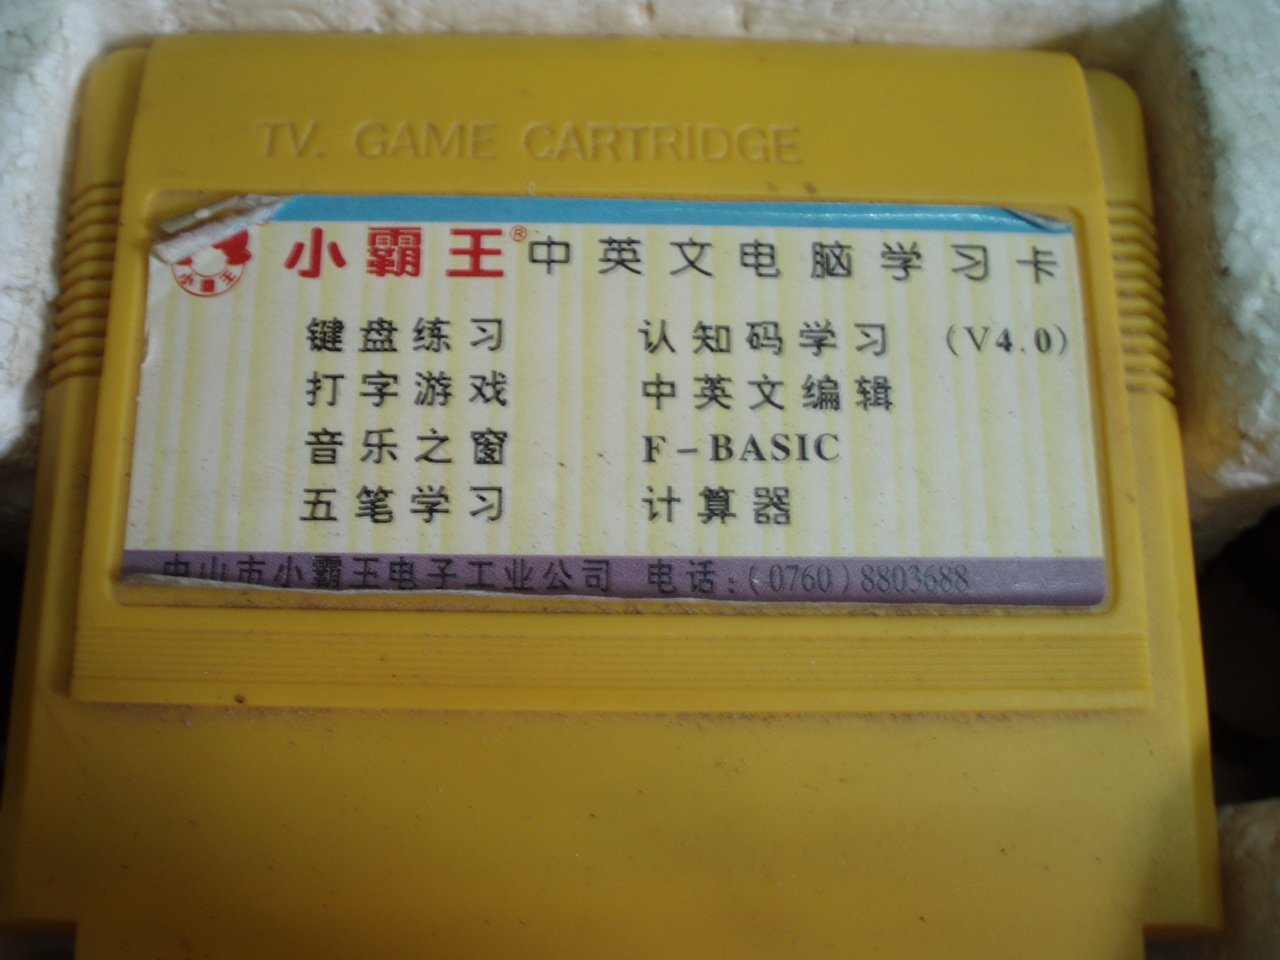 TV. GAME CARTRIDGE
小霸王® 中英文电脑学习卡
小霸王
键盘练习 认知码学习 (V4.0)
打字游戏 中英文编辑
音乐之窗 F-BASIC
五笔学习 计算器
中山市小霸王电子工业公司 电话:(0760)8803688